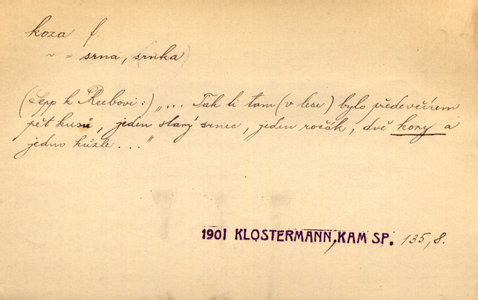 koza f.
~ ~ = srna, (srnka)
(Sepp k Reebovi:) „... Tak ti tam (v lese) bylo předevčírem
pět kusů, jeden starý srnec, jeden ročák, dvě kozy a
jedno kůzle ..."
1901 KLOSTERMANN, KAM SP. 135,8.